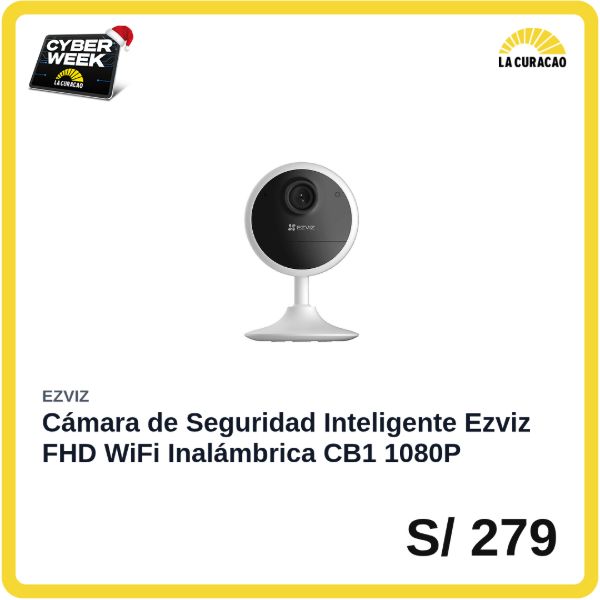 CYBER
WEEK
LA CURACAO
LA CURACAO
EZVIZ
EZVIZ
Cámara de Seguridad Inteligente Ezviz
FHD WiFi Inalámbrica CB1 1080P
S/ 279